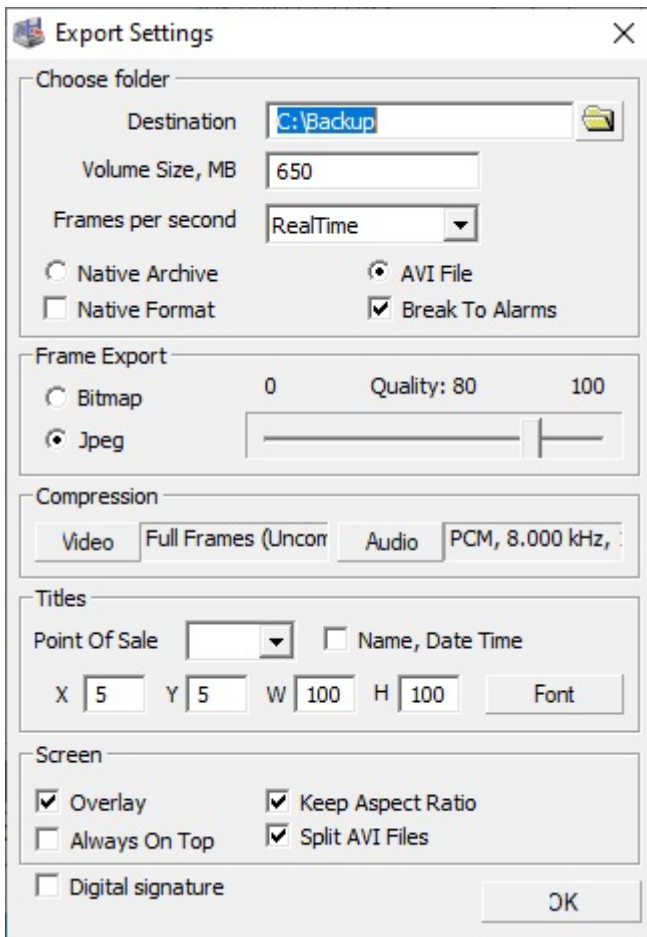 Export Settings
Choose folder
Destination C:\Backup
Volume Size, MB 650
Frames per second RealTime
Native Archive AVI File
Native Format Break To Alarms
Frame Export
Bitmap 0 Quality: 80 100
Jpeg
Compression
Video Full Frames (Uncom Audio PCM, 8.000 kHz,
Titles
Point Of Sale Name, Date Time
X 5 Y 5 W 100 H 100 Font
Screen
Overlay Keep Aspect Ratio
Always On Top Split AVI Files
Digital signature
OK